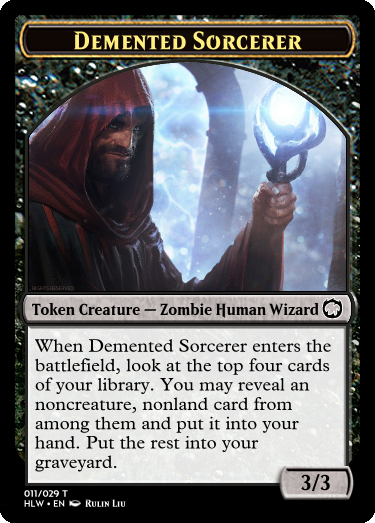 DEMENTED SORCERER
Token Creature — Zombie Human Wizard
When Demented Sorcerer enters the
battlefield, look at the top four cards
of your library. You may reveal an
noncreature, nonland card from
among them and put it into your
hand. Put the rest into your
graveyard.
3/3
011/029 T
HLW • EN RULIN LIU